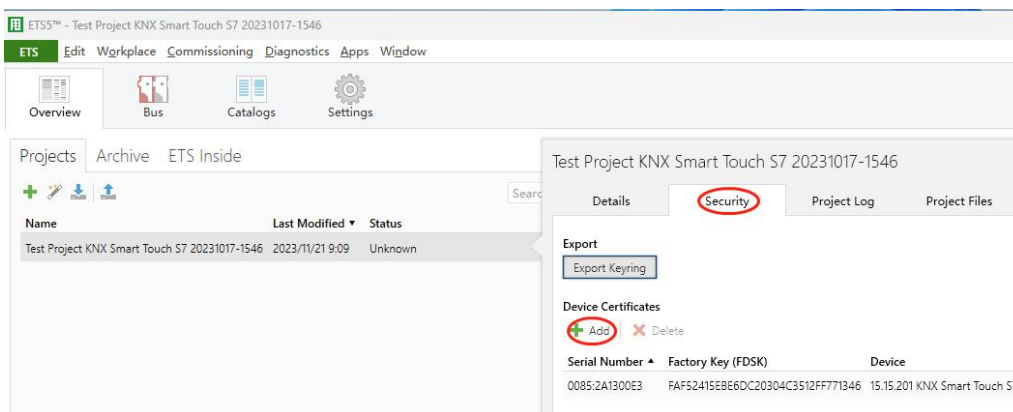 ETS5™ - Test Project KNX Smart Touch S7 20231017-1546
ETS Edit Workplace Commissioning Diagnostics Apps Window
Overview Bus Catalogs Settings
Projects Archive ETS Inside
Searc
Name Last Modified ▼ Status
Test Project KNX Smart Touch S7 20231017-1546 2023/11/21 9:09 Unknown
Test Project KNX Smart Touch S7 20231017-1546
Details Security Project Log Project Files
Export
Export Keyring
Device Certificates
Add Delete
Serial Number ▲ Factory Key (FDSK) Device
0085:2A1300E3 FAF52415EBE6DC20304C3512FF771346 15.15.201 KNX Smart Touch S